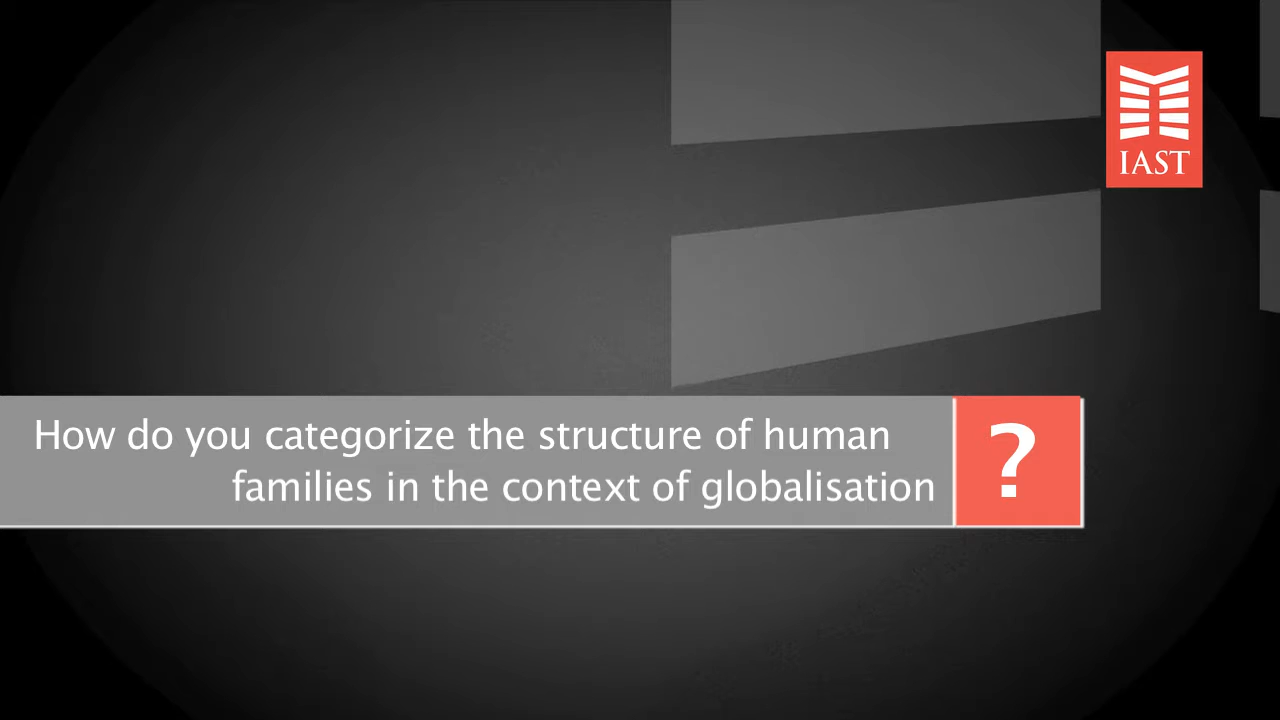 IAST
How do you categorize the structure of human
families in the context of globalisation
?